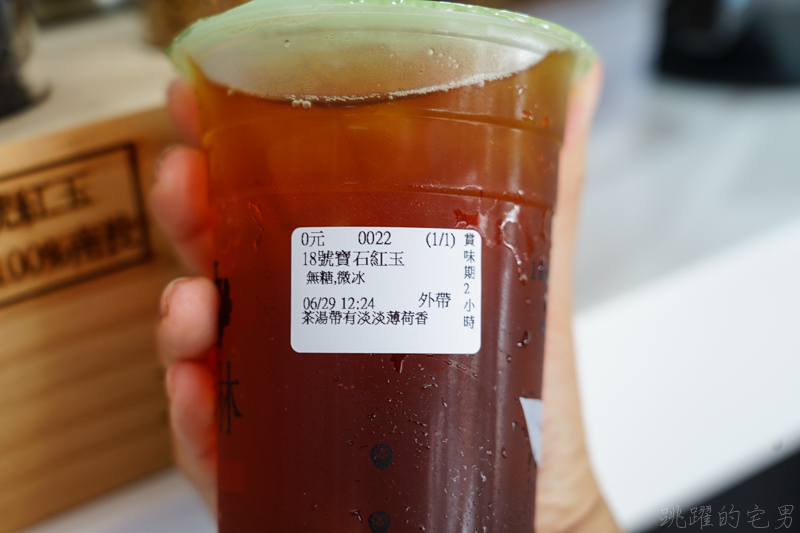 號紅玉
100%南投
0元 0022 (1/1)
18號寶石紅玉
無糖,微冰
06/29 12:24 外帶
茶湯帶有淡淡薄荷香
賞味期2小時
林
跳躍的宅男